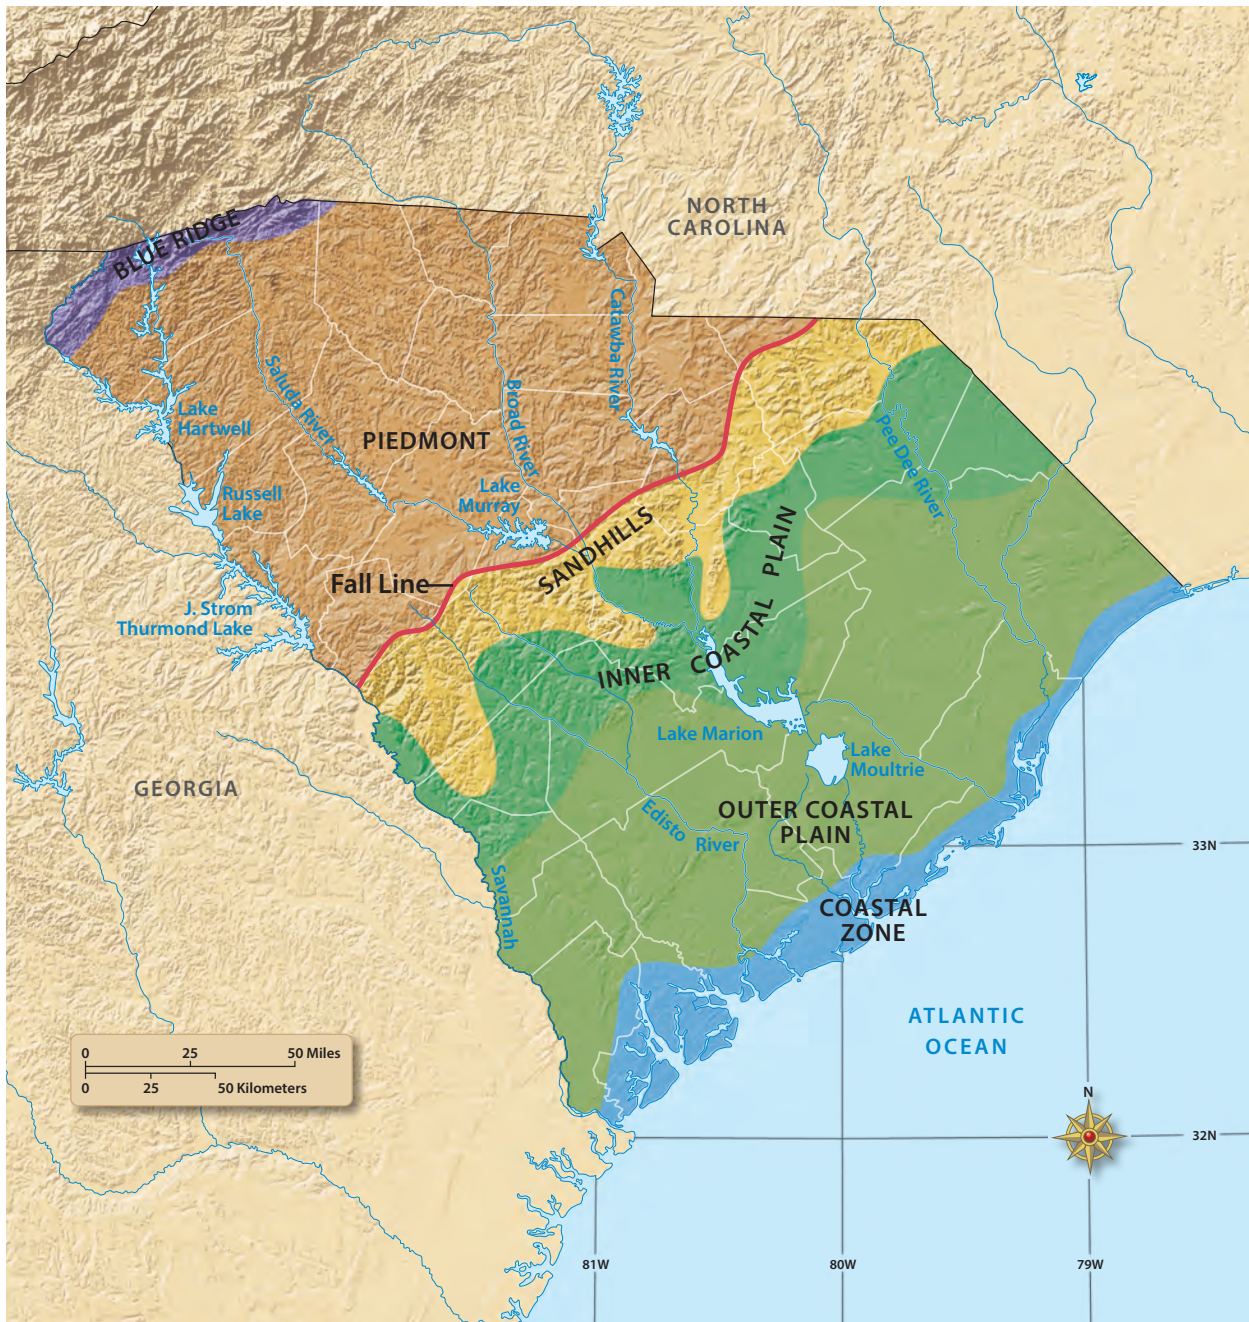 NORTH
CAROLINA
BLUE RIDGE
Catawba River
Saluda River
Broad River
Lake
Hartwell
PIEDMONT
Pee Dee River
Russell
Lake
Lake
Murray
SANDHILLS
Fall Line
J. Strom
Thurmond Lake
INNER COASTAL PLAIN
Lake Marion
Lake
Moultrie
GEORGIA
Edisto
River
OUTER COASTAL
PLAIN
Savannah
COASTAL
ZONE
33N
ATLANTIC
OCEAN
0 25 50 Miles
0 25 50 Kilometers
N
32N
81W 80W 79W